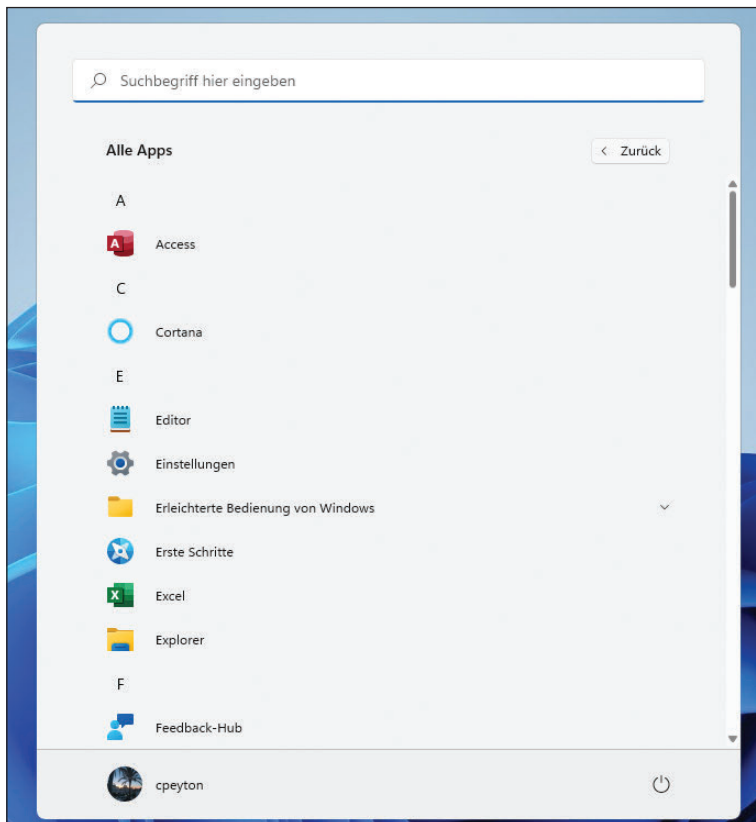 Suchbegriff hier eingeben
Alle Apps
Zurück
A
Access
C
Cortana
E
Editor
Einstellungen
Erleichterte Bedienung von Windows
Erste Schritte
Excel
Explorer
F
Feedback-Hub
cpeyton